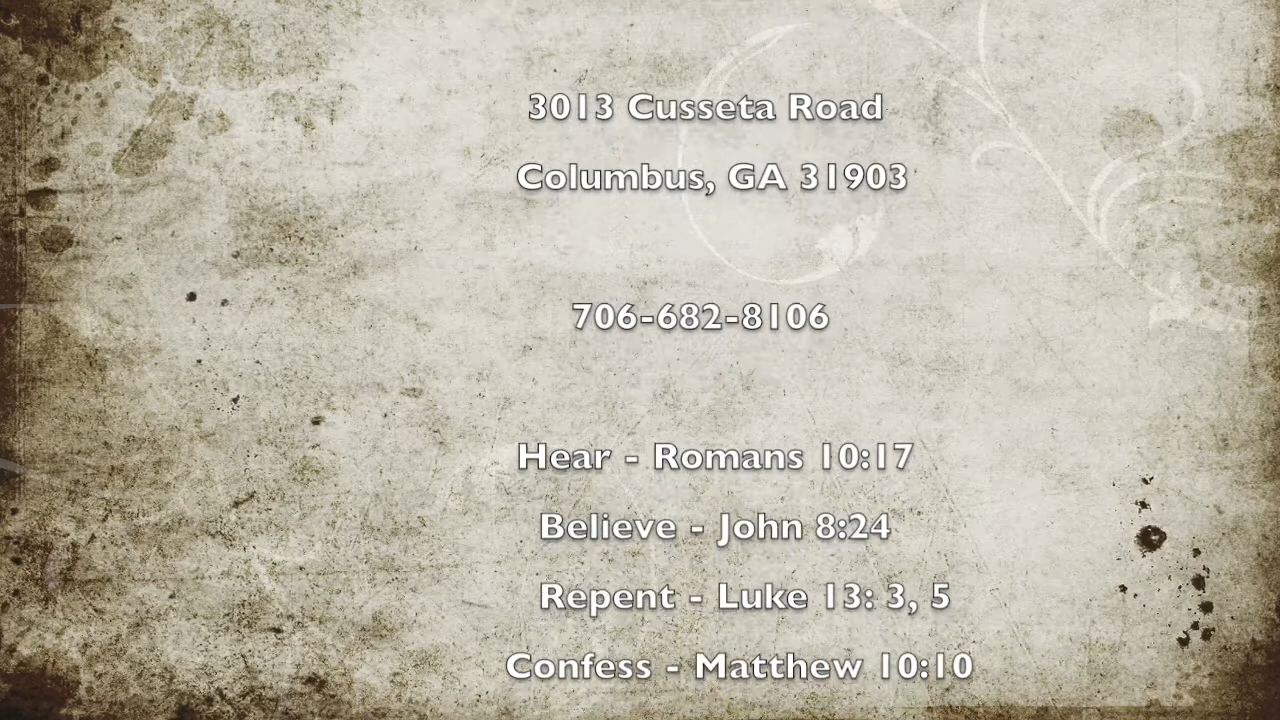 3013 Cusseta Road
Columbus, GA 31903
706-682-8106
Hear - Romans 10:17
Believe - John 8:24
Repent - Luke 13: 3, 5
Confess - Matthew 10:10